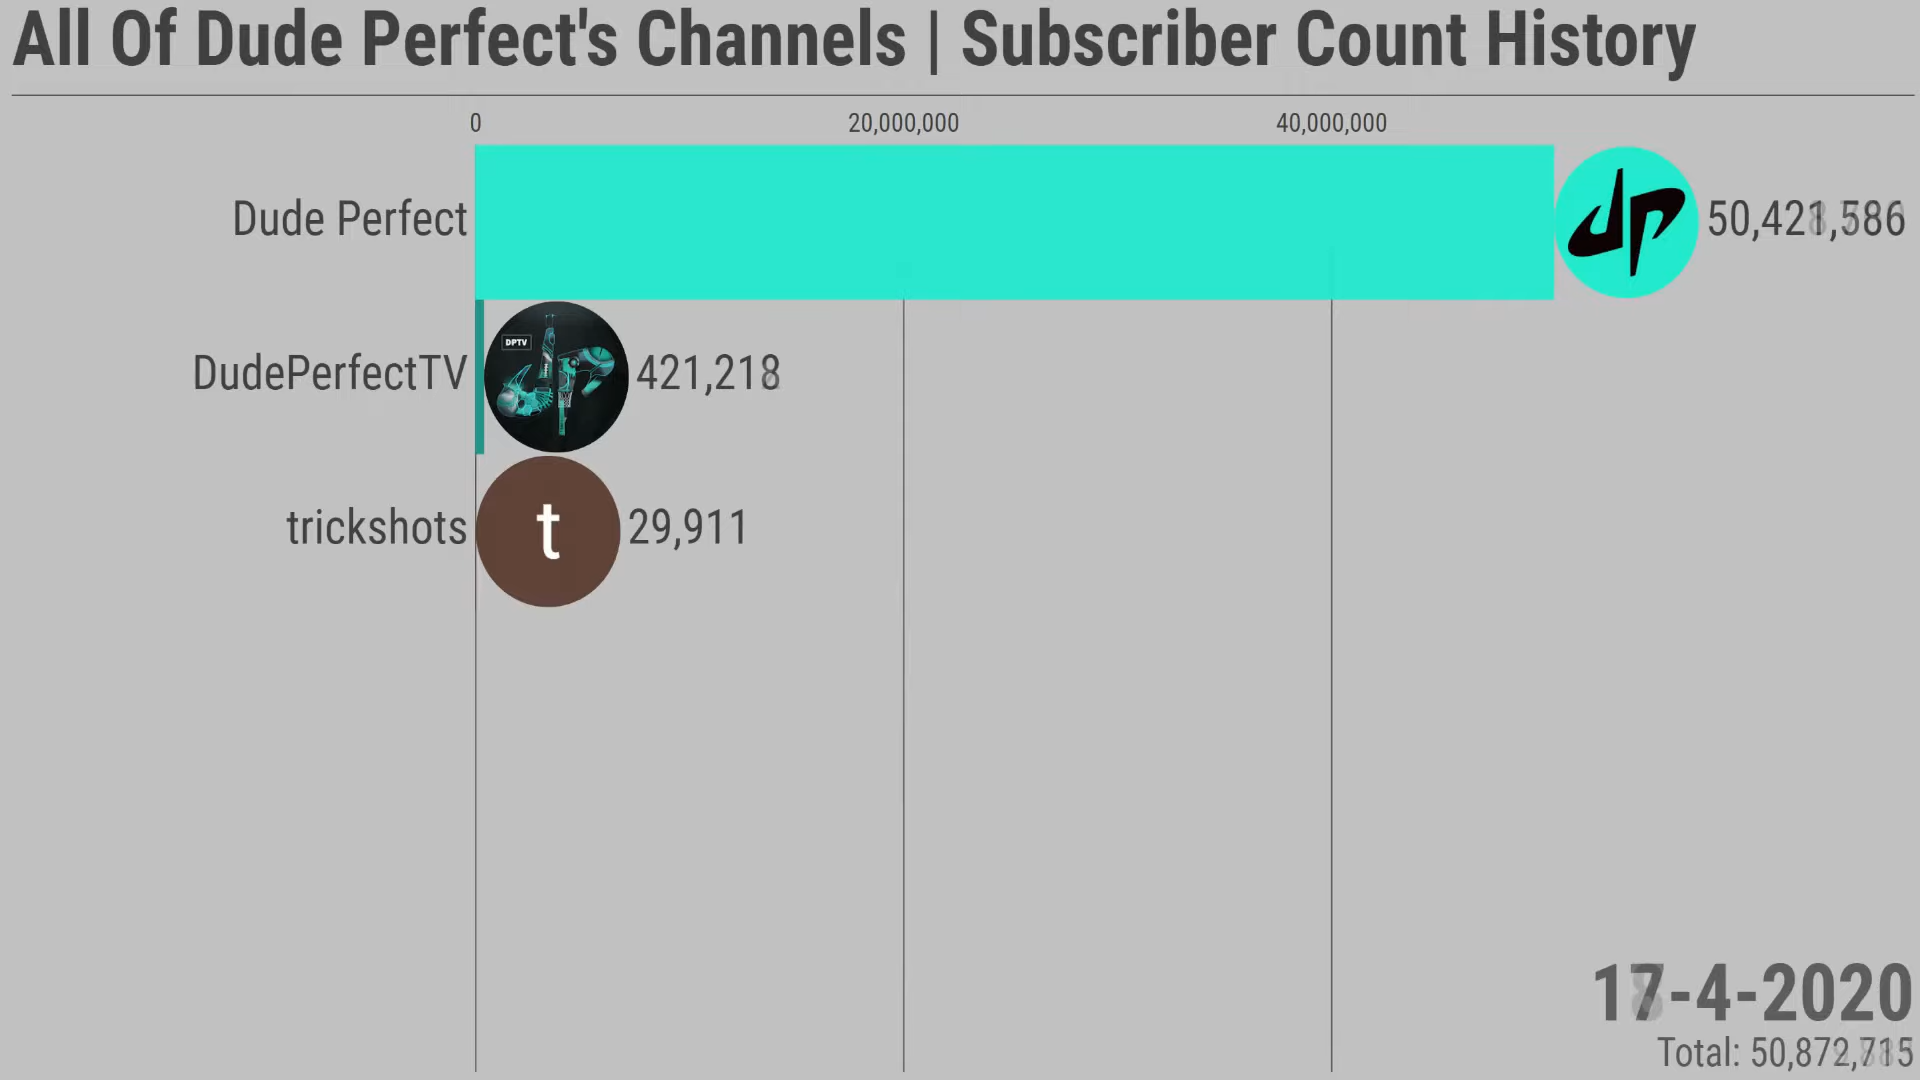 All Of Dude Perfect's Channels | Subscriber Count History
0 20,000,000 40,000,000
Dude Perfect 50,421,586
DPTV
DudePerfectTV 421,218
trickshots t 29,911
17-4-2020
Total: 50,872,715